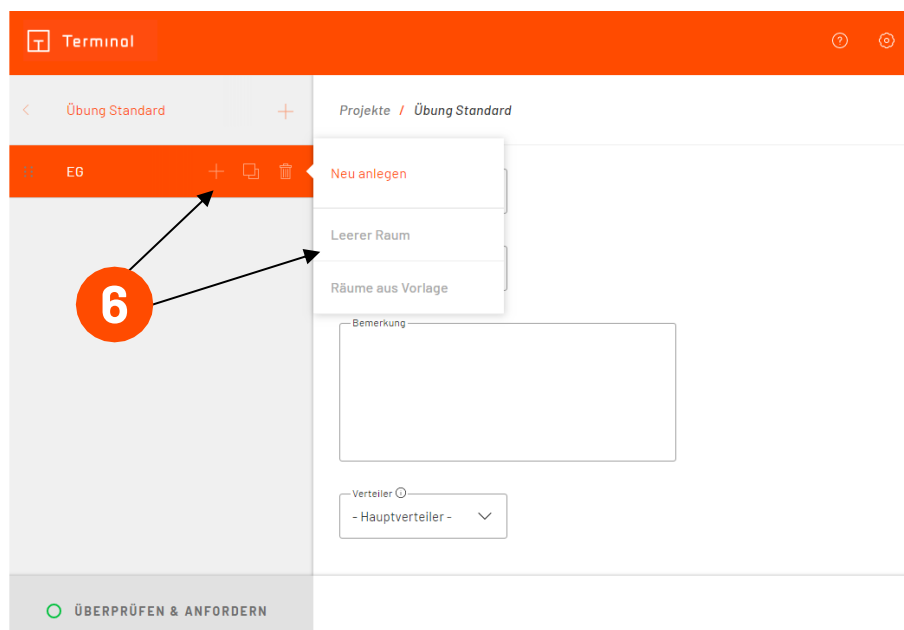 Terminal
Übung Standard
Projekte / Übung Standard
EG
Neu anlegen
Leerer Raum
Räume aus Vorlage
6
Bemerkung
Verteiler
- Hauptverteiler -
ÜBERPRÜFEN & ANFORDERN